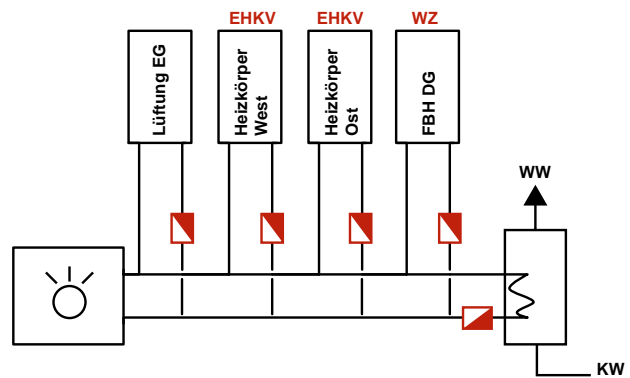 EHKV
EHKV
WZ
Lüftung EG
Heizkörper
West
Heizkörper
Ost
FBH DG
WW
KW